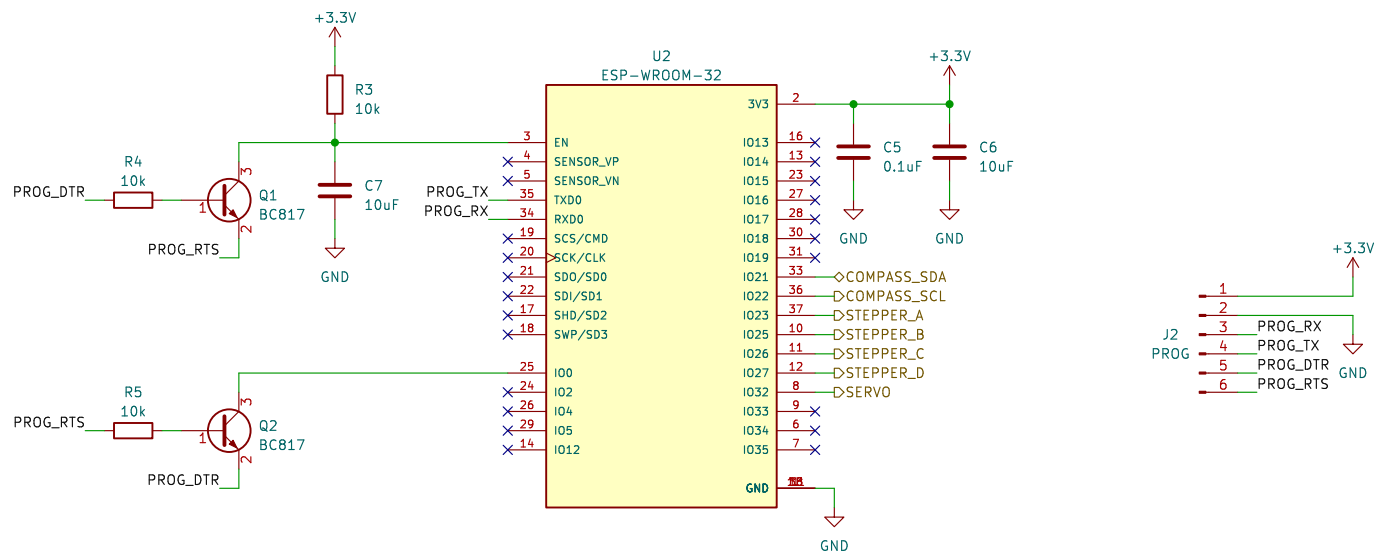 +3.3V
R3
10k
R4
10k
PROG_DTR
1
3
2
Q1
BC817
PROG_RTS
C7
10uF
GND
R5
10k
PROG_RTS
1
3
2
Q2
BC817
PROG_DTR
U2
ESP-WROOM-32
3 EN
4 SENSOR_VP
5 SENSOR_VN
PROG_TX 35 TXD0
PROG_RX 34 RXD0
19 SCS/CMD
20 SCK/CLK
21 SDO/SD0
22 SDI/SD1
17 SHD/SD2
18 SWP/SD3
25 IO0
24 IO2
26 IO4
29 IO5
14 IO12
3V3 2
IO13 16
IO14 13
IO15 23
IO16 27
IO17 28
IO18 30
IO19 31
IO21 33 COMPASS_SDA
IO22 36 COMPASS_SCL
IO23 37 STEPPER_A
IO25 10 STEPPER_B
IO26 11 STEPPER_C
IO27 12 STEPPER_D
IO32 8 SERVO
IO33 9
IO34 6
IO35 7
GND
GND
+3.3V
C5
0.1uF
GND
C6
10uF
GND
+3.3V
J2
PROG
1
2
3 PROG_RX
4 PROG_TX
5 PROG_DTR
6 PROG_RTS
GND